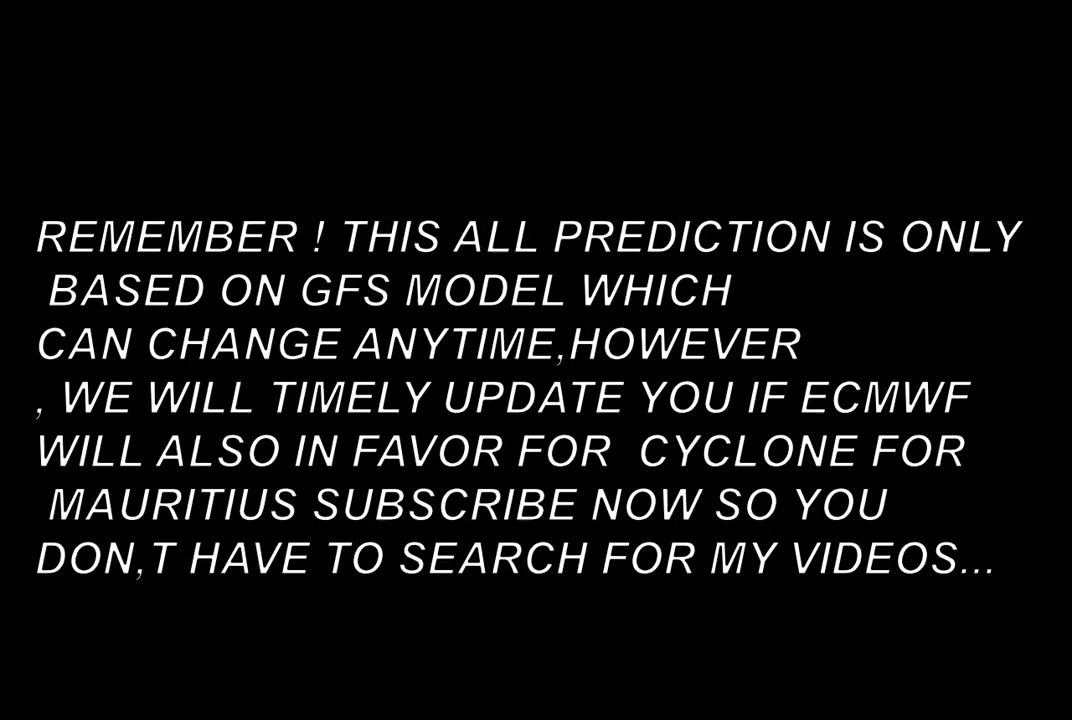 REMEMBER ! THIS ALL PREDICTION IS ONLY
BASED ON GFS MODEL WHICH
CAN CHANGE ANYTIME,HOWEVER
, WE WILL TIMELY UPDATE YOU IF ECMWF
WILL ALSO IN FAVOR FOR  CYCLONE FOR
MAURITIUS SUBSCRIBE NOW SO YOU
DON,T HAVE TO SEARCH FOR MY VIDEOS...